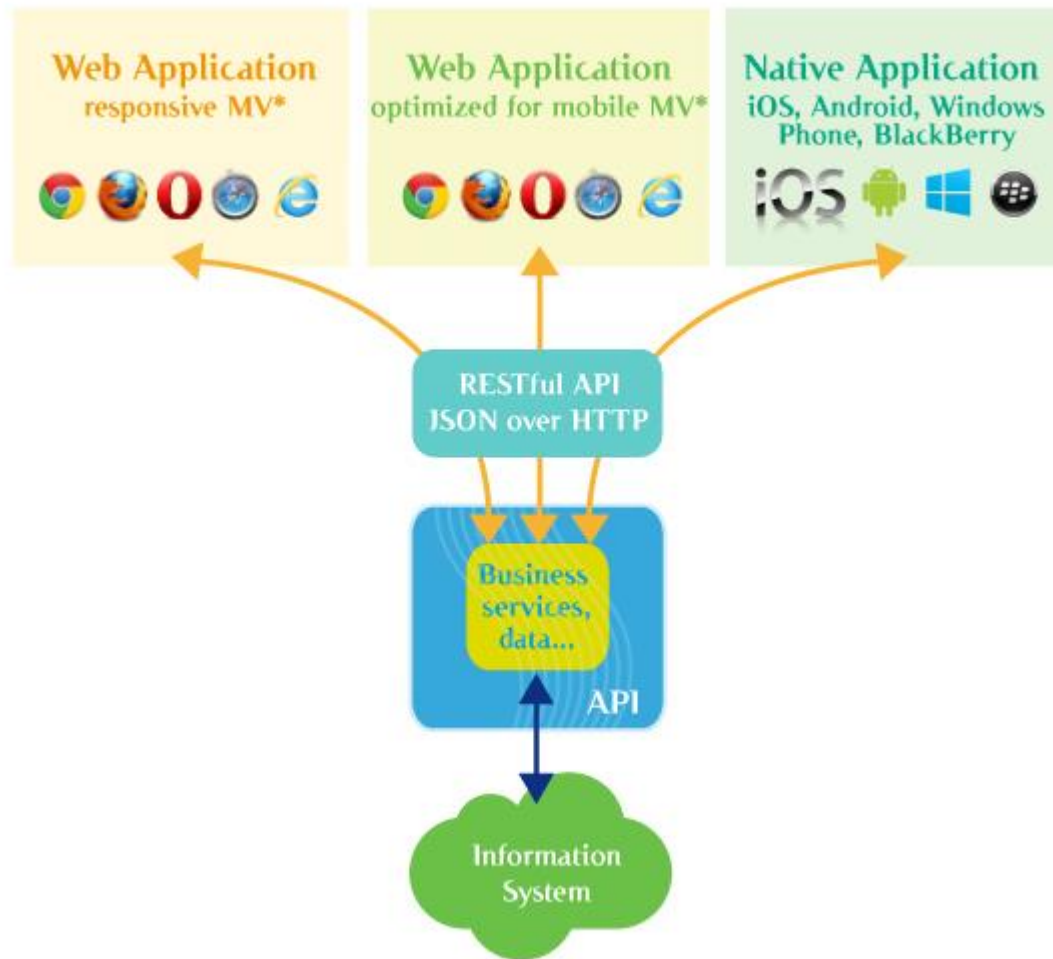 Web Application
responsive MV*
Web Application
optimized for mobile MV*
Native Application
iOS, Android, Windows
Phone, BlackBerry
iOS
RESTful API
JSON over HTTP
Business
services,
data...
API
Information
System